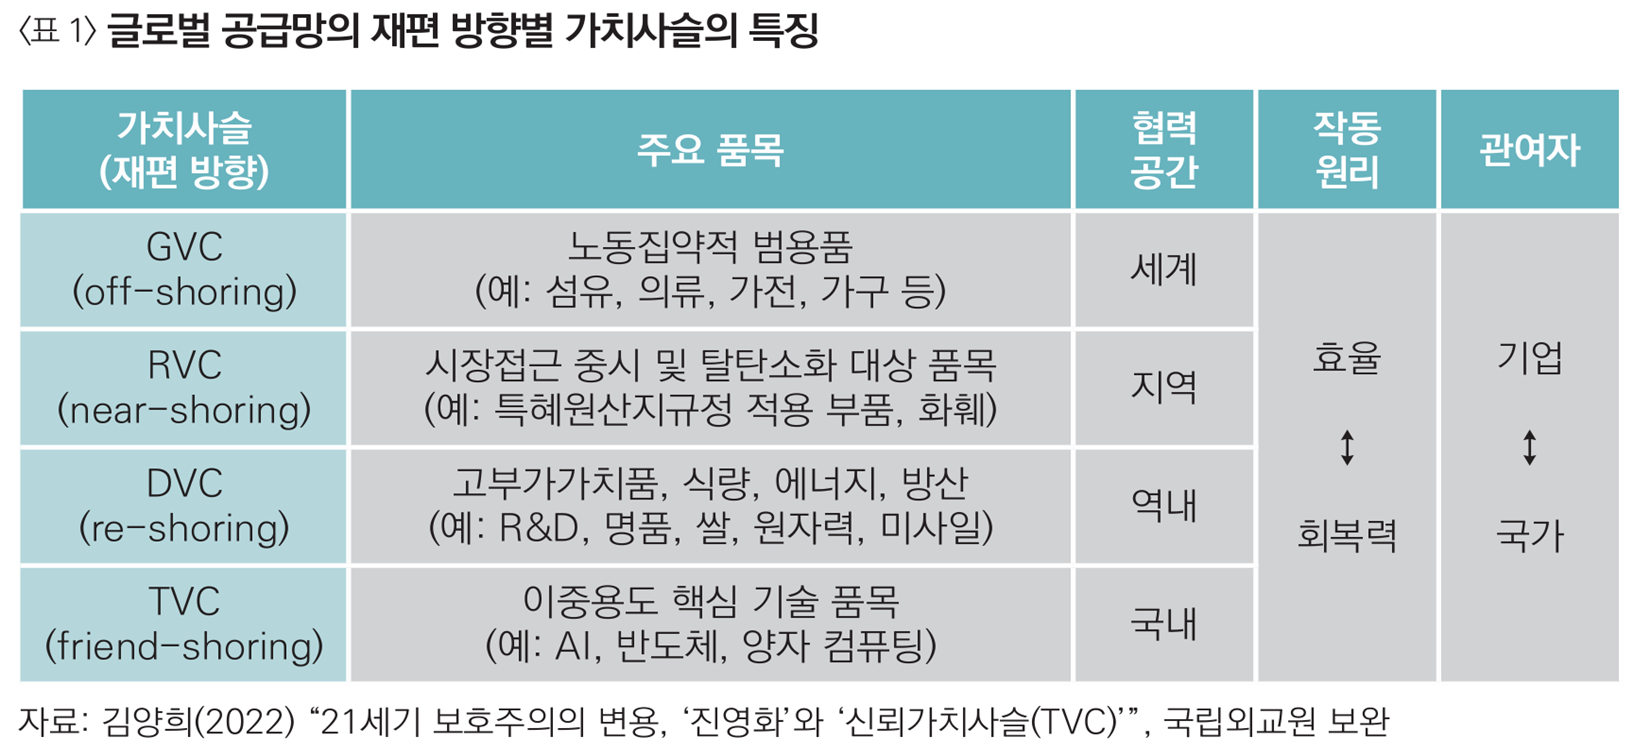 〈표 1〉 글로벌 공급망의 재편 방향별 가치사슬의 특징
가치사슬
(재편 방향)
주요 품목
협력
공간
작동
원리
관여자
GVC
(off-shoring)
노동집약적 범용품
(예: 섬유, 의류, 가전, 가구 등)
세계
RVC
(near-shoring)
시장접근 중시 및 탈탄소화 대상 품목
(예: 특혜원산지규정 적용 부품, 화훼)
지역
DVC
(re-shoring)
고부가가치품, 식량, 에너지, 방산
(예: R&D, 명품, 쌀, 원자력, 미사일)
역내
TVC
(friend-shoring)
이중용도 핵심 기술 품목
(예: AI, 반도체, 양자 컴퓨팅)
국내
효율
↕
회복력
기업
↕
국가
자료: 김양희(2022) “21세기 보호주의의 변용, ‘진영화’와 ‘신뢰가치사슬(TVC)’”, 국립외교원 보완